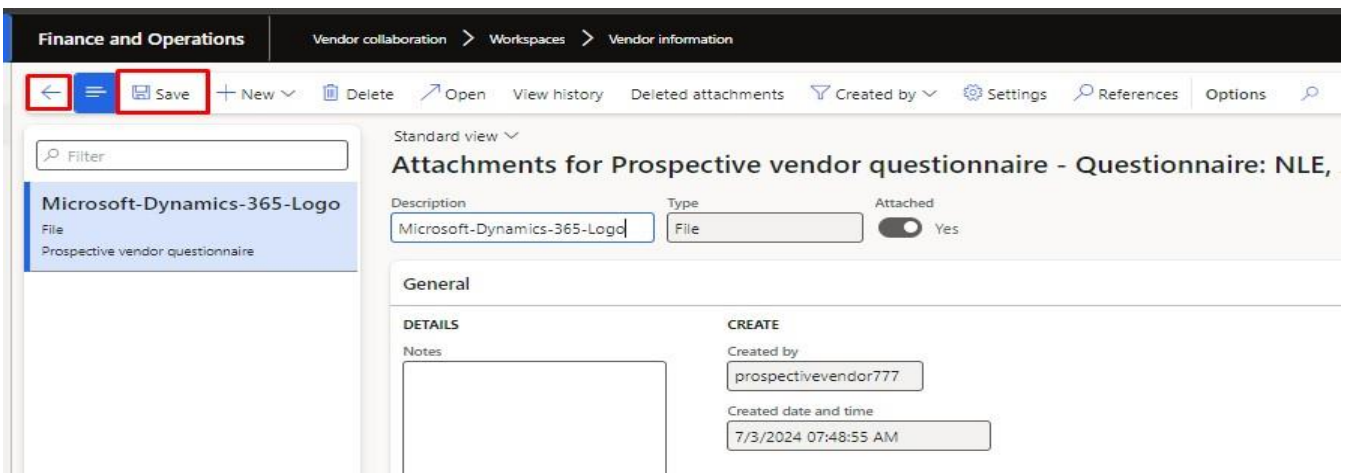 Finance and Operations
Vendor collaboration > Workspaces > Vendor information
Save + New Delete Open View history Deleted attachments Created by Settings References Options
Filter
Microsoft-Dynamics-365-Logo
File
Prospective vendor questionnaire
Standard view
Attachments for Prospective vendor questionnaire - Questionnaire: NLE,
Description Type Attached
Microsoft-Dynamics-365-Logo File Yes
General
DETAILS CREATE
Notes Created by
prospectivevendor777
Created date and time
7/3/2024 07:48:55 AM